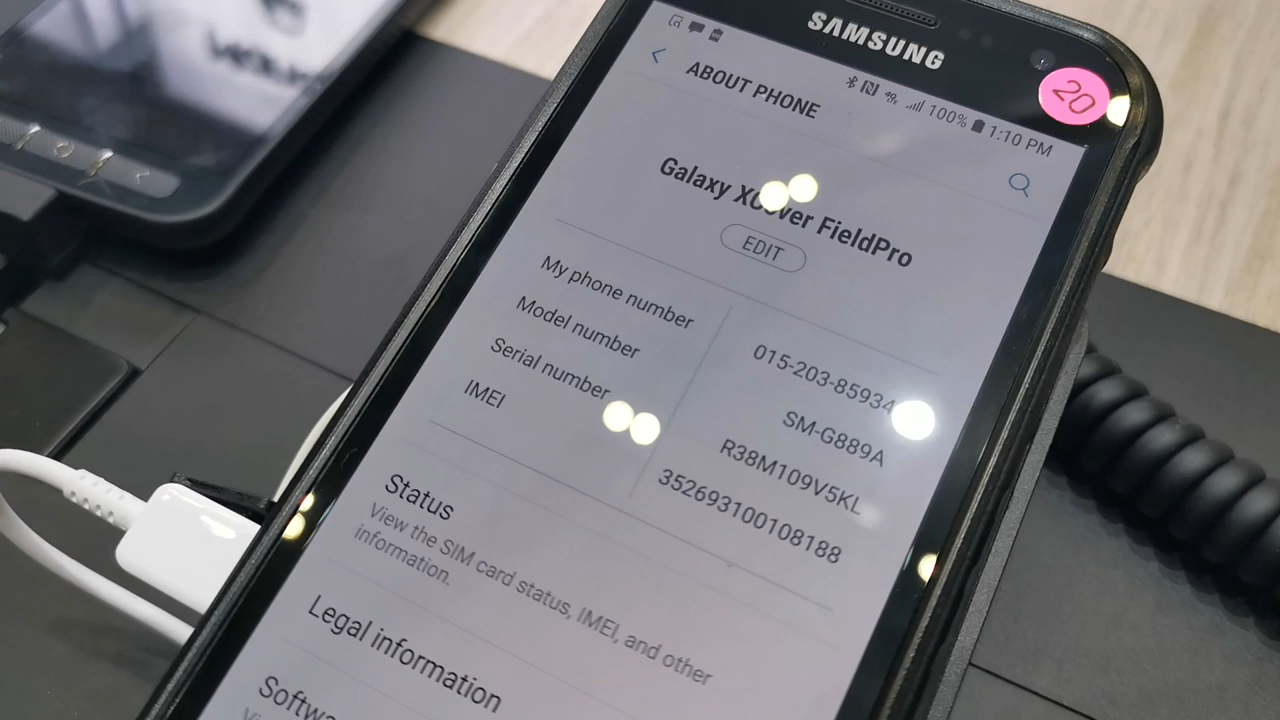 SAMSUNG
20
100% 1:10 PM
ABOUT PHONE
Galaxy XCover FieldPro
EDIT
My phone number
015-203-85934
Model number
SM-G889A
Serial number
R38M109V5KL
IMEI
352693100108188
Status
View the SIM card status, IMEI, and other
information.
Legal information